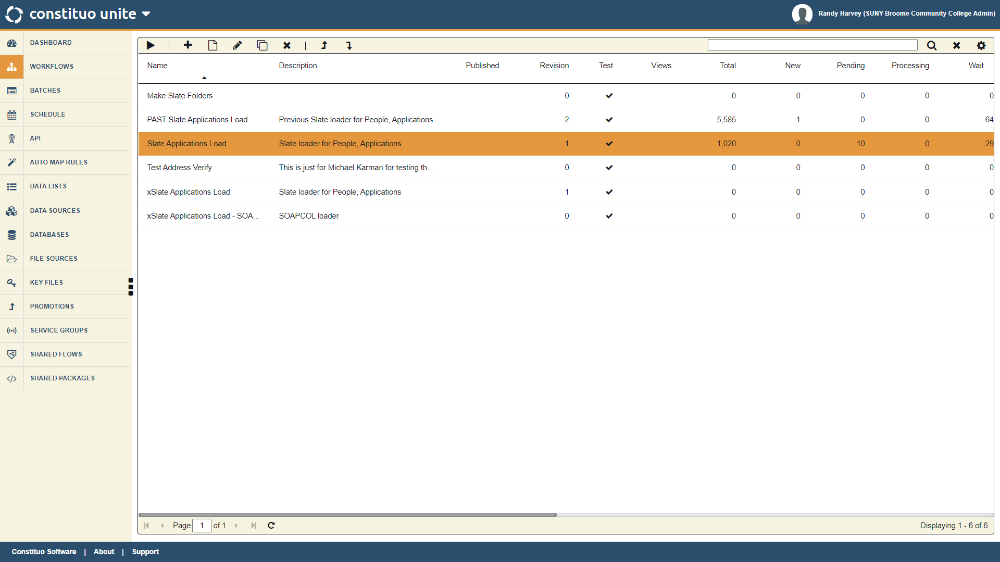 constituo unite
Randy Harvey (SUNY Broome Community College Admin)
DASHBOARD
WORKFLOWS
BATCHES
SCHEDULE
API
AUTO MAP RULES
DATA LISTS
DATA SOURCES
DATABASES
FILE SOURCES
KEY FILES
PROMOTIONS
SERVICE GROUPS
SHARED FLOWS
SHARED PACKAGES
Name Description Published Revision Test Views Total New Pending Processing Wait
Make Slate Folders 0 0 0 0 0 0
PAST Slate Applications Load Previous Slate loader for People, Applications 2 5,585 1 0 0 64
Slate Applications Load Slate loader for People, Applications 1 1,020 0 10 0 29
Test Address Verify This is just for Michael Karman for testing th... 0 0 0 0 0 0
xSlate Applications Load Slate loader for People, Applications 1 0 0 0 0 0
xSlate Applications Load - SOA... SOAPCOL loader 0 0 0 0 0 0
Page 1 of 1 Displaying 1 - 6 of 6
Constituo Software | About | Support